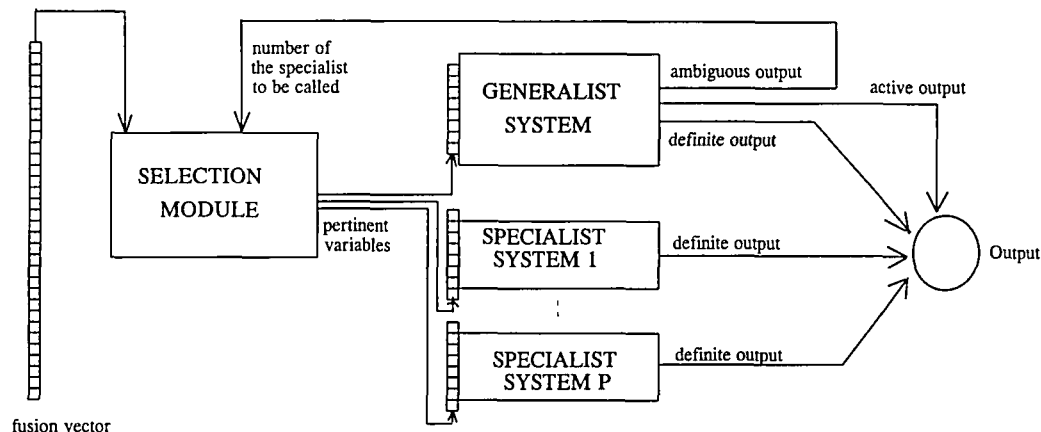 number of
the specialist
to be called
ambiguous output
active output
GENERALIST
SYSTEM
definite output
SELECTION
MODULE
pertinent
variables
SPECIALIST
SYSTEM 1
definite output
Output
SPECIALIST
SYSTEM P
definite output
fusion vector